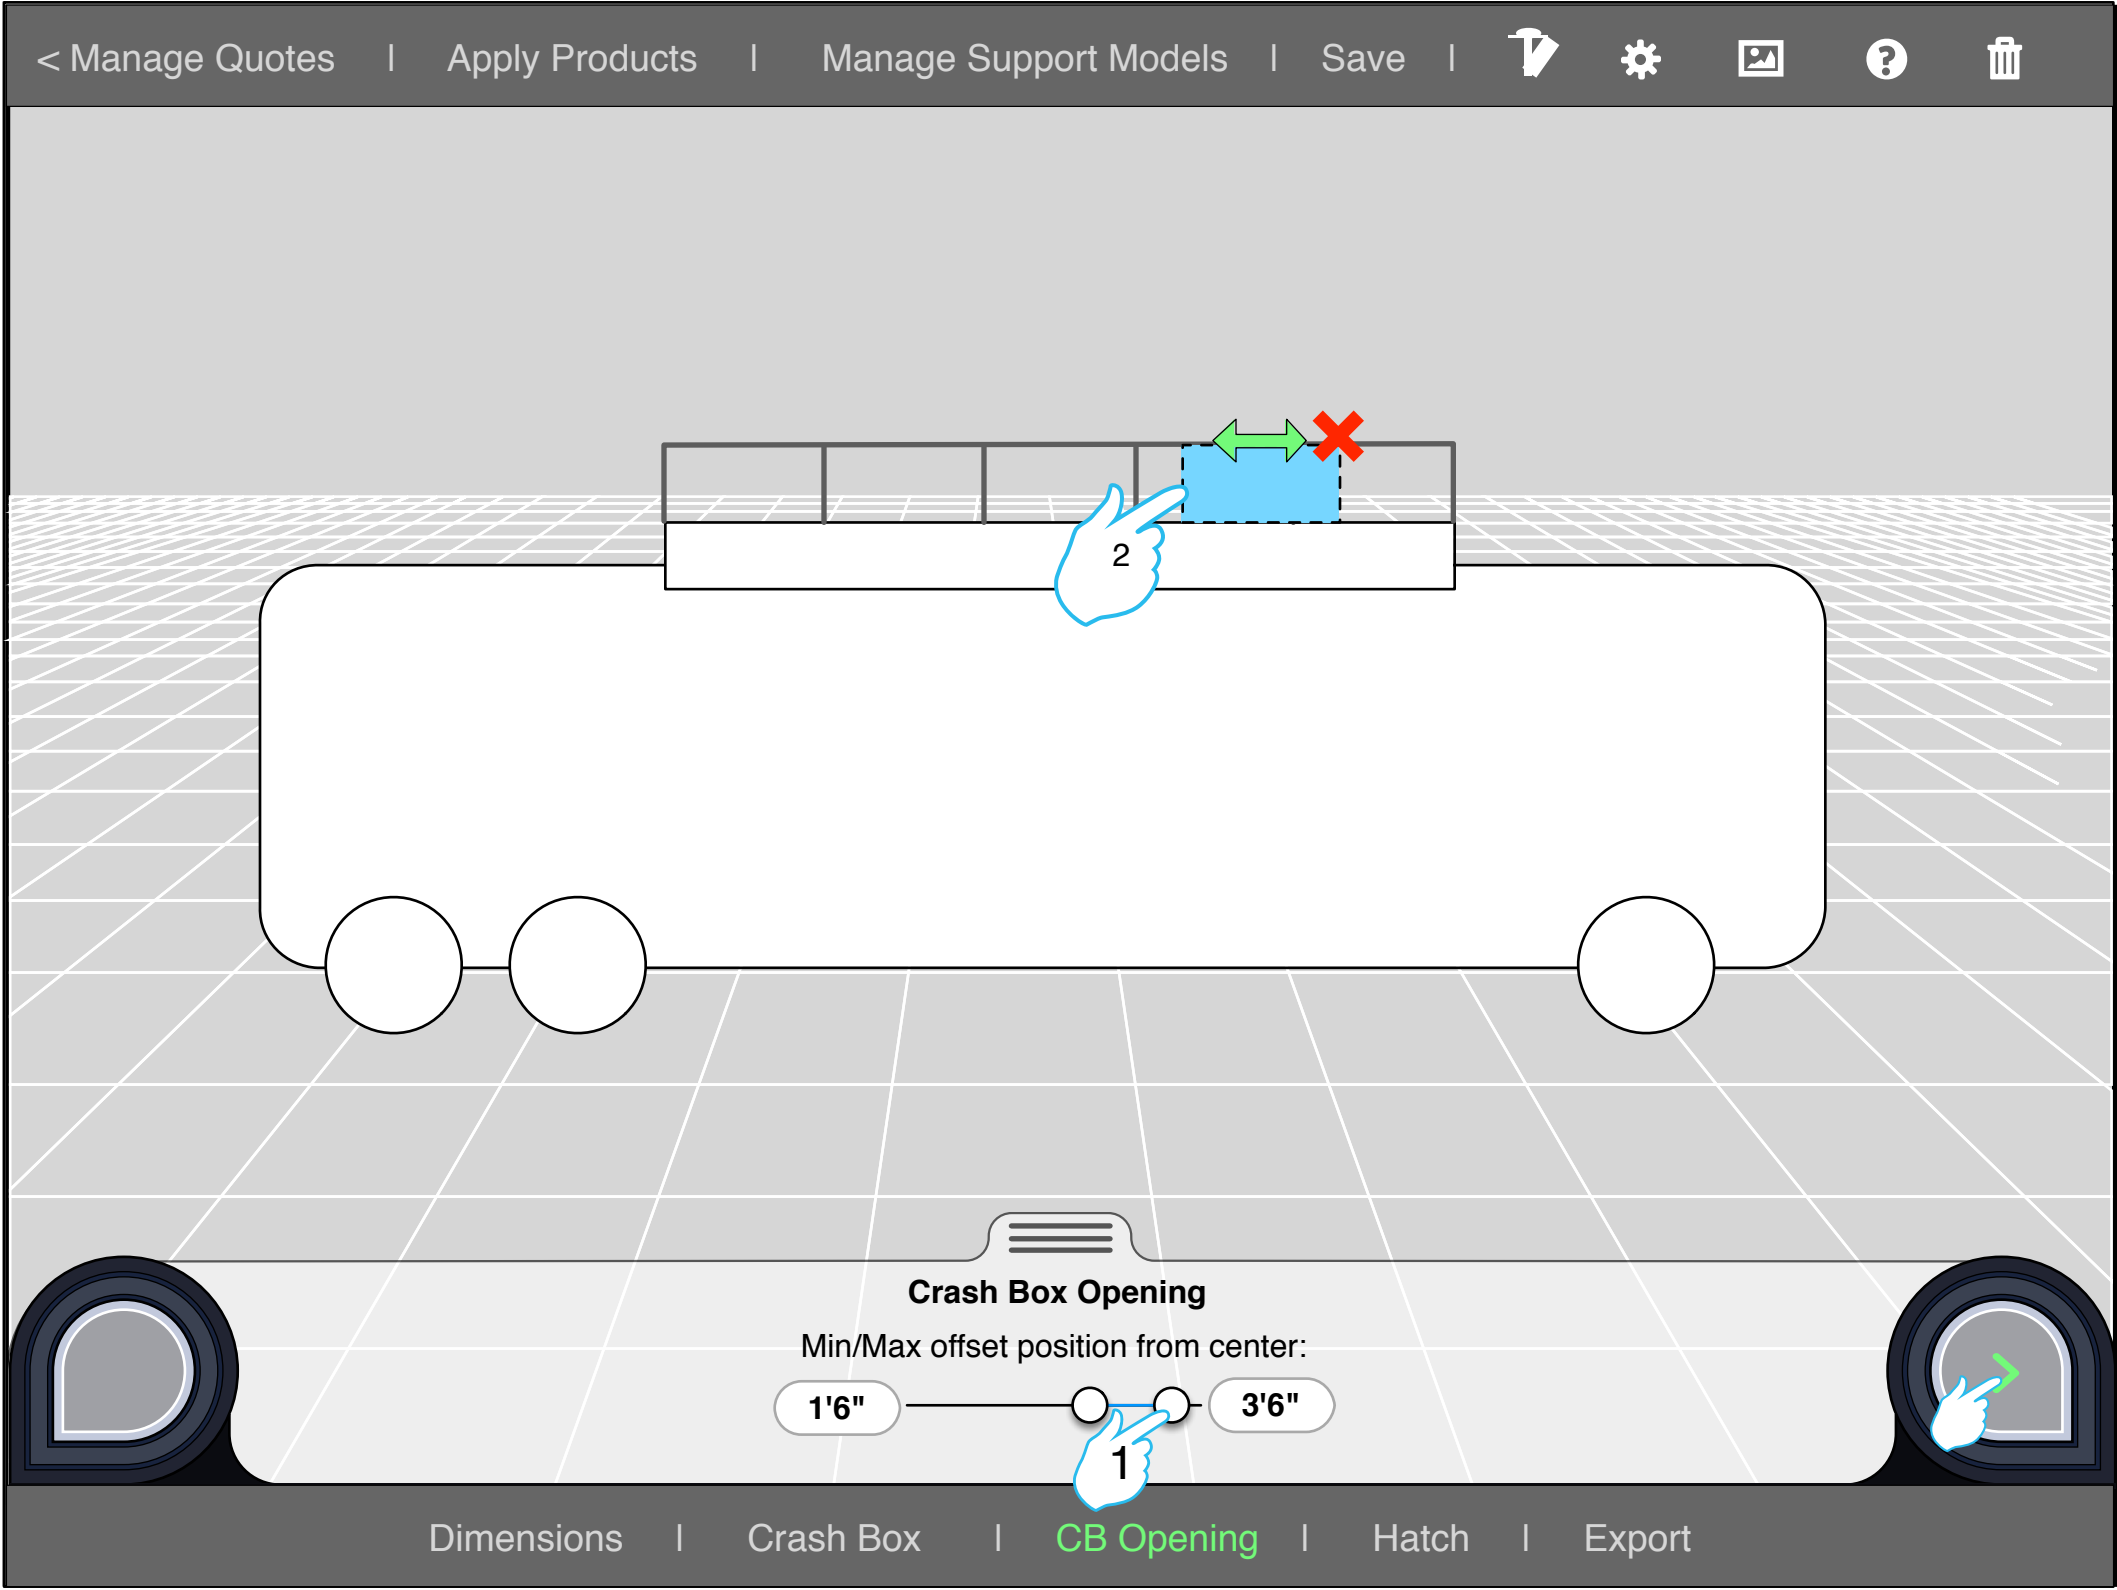 < Manage Quotes | Apply Products | Manage Support Models | Save |
2
Crash Box Opening
Min/Max offset position from center:
1'6" 3'6"
1
Dimensions | Crash Box | CB Opening | Hatch | Export